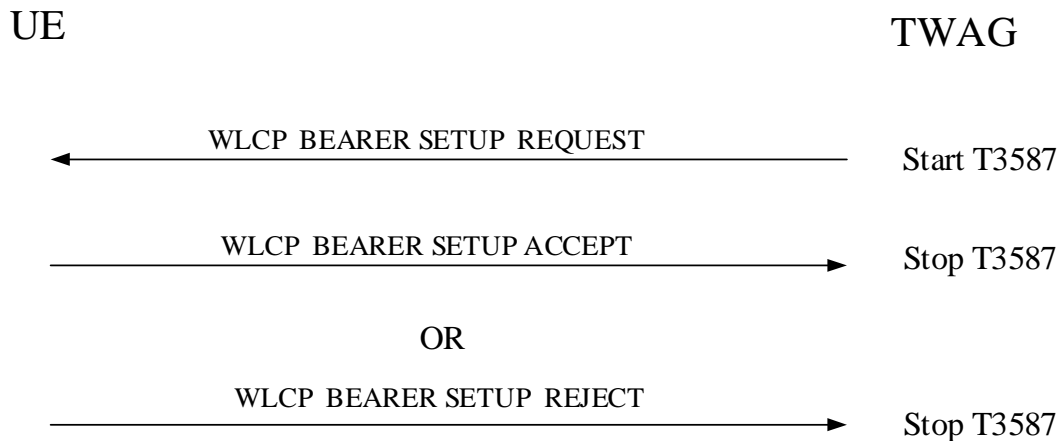 UE
TWAG
WLCP BEARER SETUP REQUEST
Start T3587
WLCP BEARER SETUP ACCEPT
Stop T3587
OR
WLCP BEARER SETUP REJECT
Stop T3587